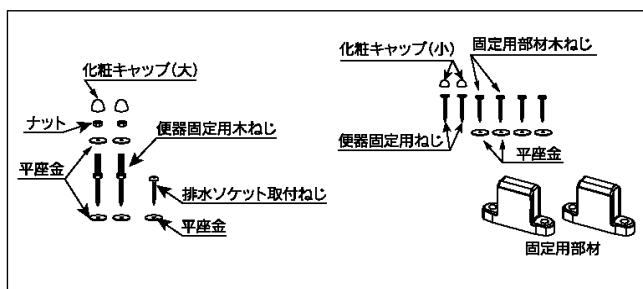 化粧キャップ(大)
ナット
便器固定用木ねじ
平座金
排水ソケット取付ねじ
平座金
化粧キャップ(小)
固定用部材木ねじ
便器固定用ねじ
平座金
固定用部材